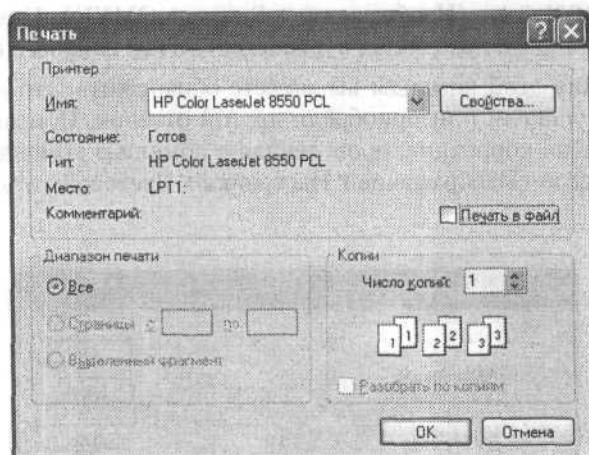 Печать
Принтер
Имя: HP Color LaserJet 8550 PCL Свойства...
Состояние: Готов
Тип: HP Color LaserJet 8550 PCL
Место: LPT1:
Комментарий: Печать в файл
Диапазон печати
Все
Страницы с по
Выделенный фрагмент
Копии
Число копий: 1
1 1 2 2 3 3
Разобрать по копиям
OK Отмена